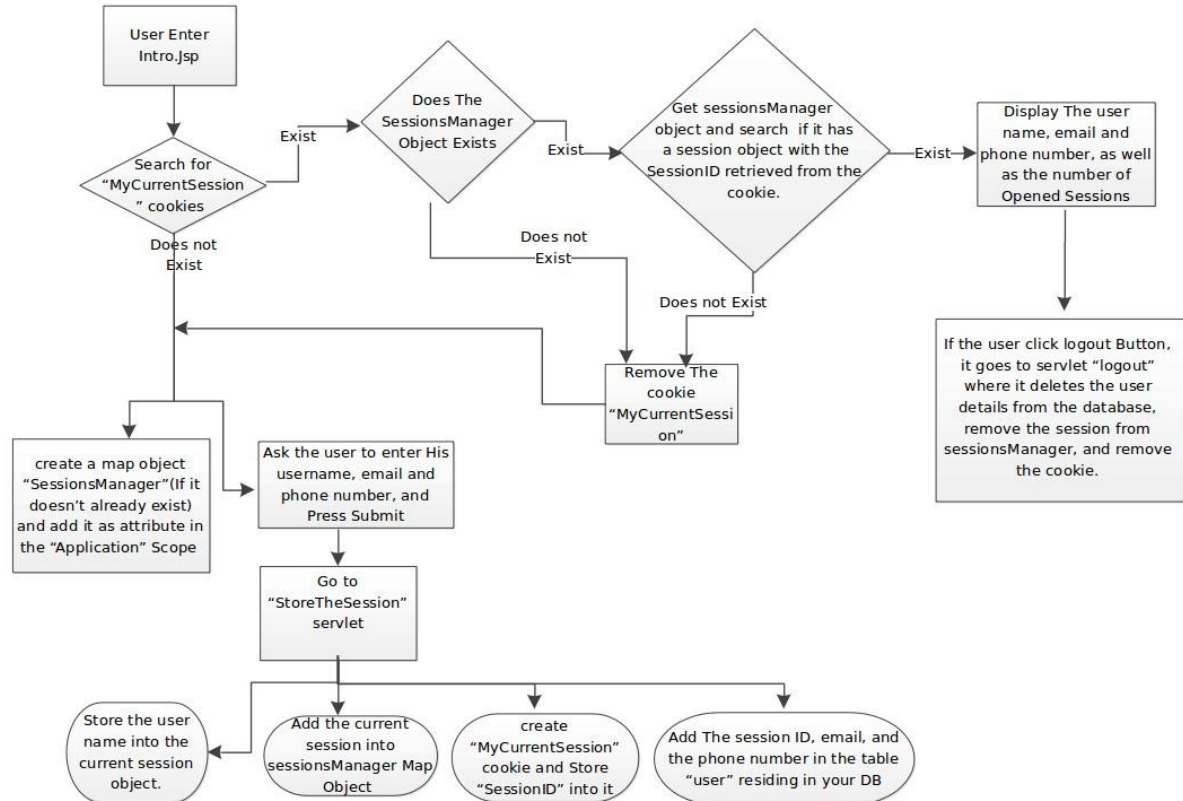 User Enter
Intro.Jsp
Search for
“MyCurrentSession
” cookies
Exist
Does The
SessionsManager
Object Exists
Exist
Get sessionsManager
object and search  if it has
a session object with the
SessionID retrieved from the
cookie.
Exist
Display The user
name, email and
phone number, as well
as the number of
Opened Sessions
Does not
Exist
Does not
Exist
Does not Exist
If the user click logout Button,
it goes to servlet “logout”
where it deletes the user
details from the database,
remove the session from
sessionsManager, and remove
the cookie.
Remove The
cookie
“MyCurrentSessi
on”
create a map object
“SessionsManager”(If it
doesn’t already exist)
and add it as attribute in
the “Application” Scope
Ask the user to enter His
username, email and
phone number, and
Press Submit
Go to
“StoreTheSession”
servlet
Store the user
name into the
current session
object.
Add the current
session into
sessionsManager Map
Object
create
“MyCurrentSession”
cookie and Store
“SessionID” into it
Add The session ID, email, and
the phone number in the table
“user” residing in your DB